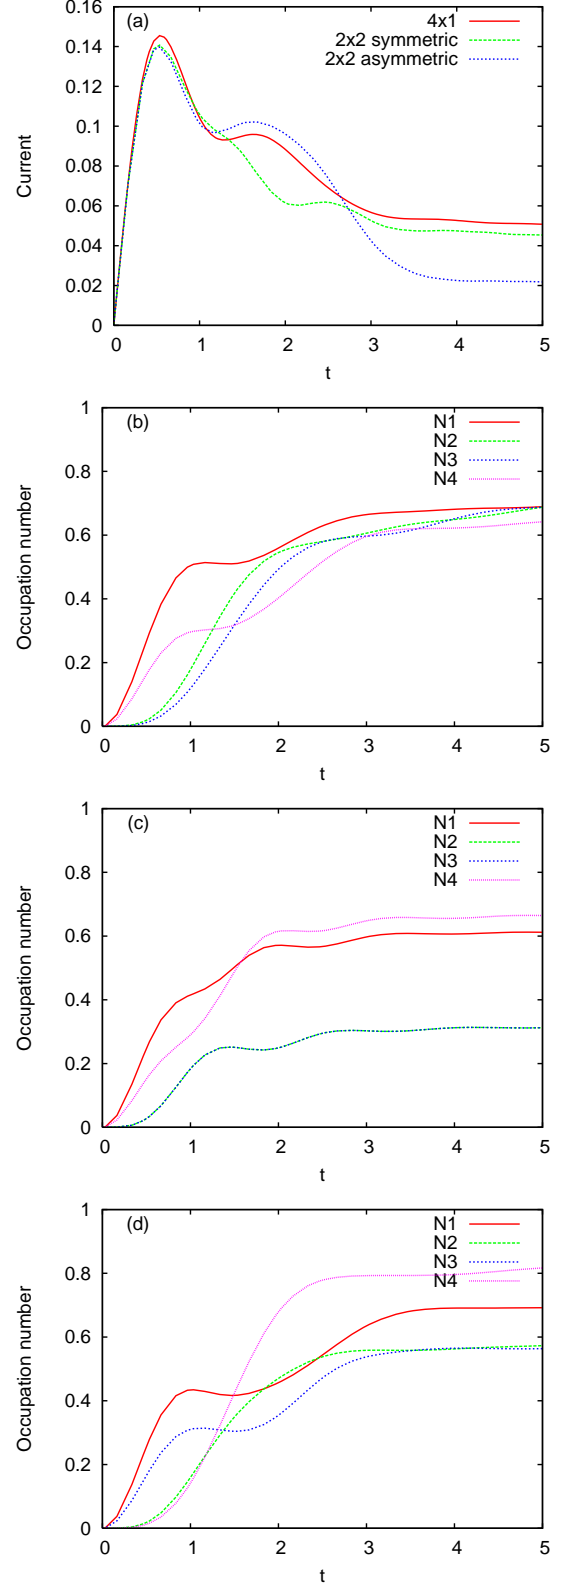 (a)
4x1
2x2 symmetric
2x2 asymmetric
0.16
0.14
0.12
0.1
0.08
0.06
0.04
0.02
0
Current
0 1 2 3 4 5
t
(b)
N1
N2
N3
N4
1
0.8
0.6
0.4
0.2
0
Occupation number
0 1 2 3 4 5
t
(c)
N1
N2
N3
N4
1
0.8
0.6
0.4
0.2
0
Occupation number
0 1 2 3 4 5
t
(d)
N1
N2
N3
N4
1
0.8
0.6
0.4
0.2
0
Occupation number
0 1 2 3 4 5
t